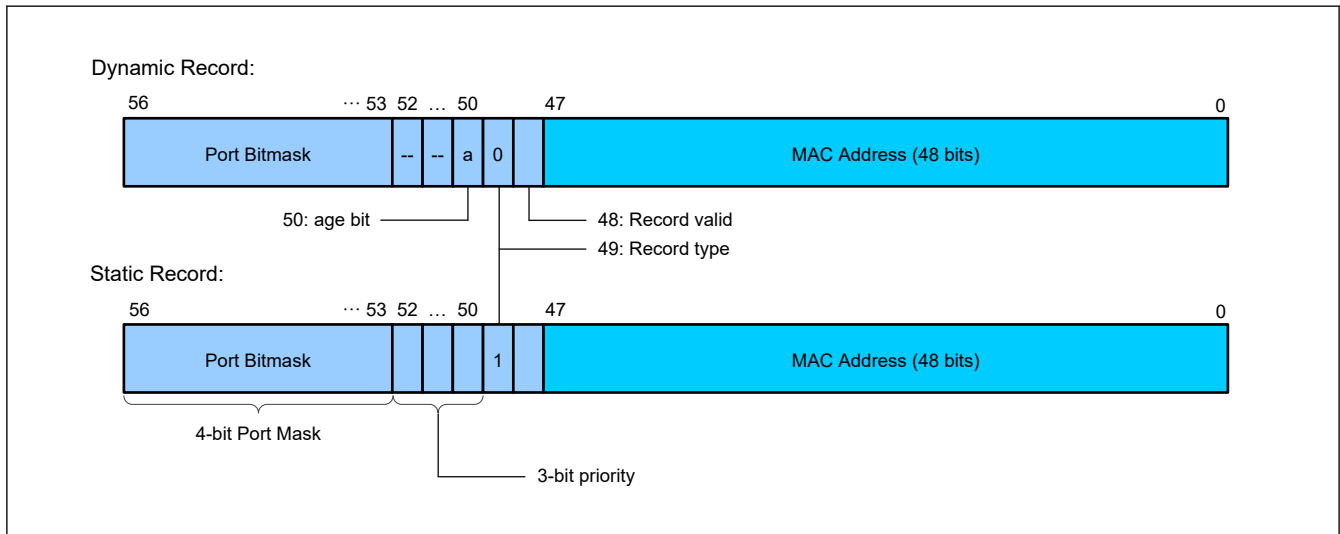 Dynamic Record:
56 ··· 53 52 ... 50 47 0
Port Bitmask -- -- a 0 MAC Address (48 bits)
50: age bit 48: Record valid
49: Record type
Static Record:
56 ··· 53 52 ... 50 47 0
Port Bitmask 1 MAC Address (48 bits)
4-bit Port Mask
3-bit priority